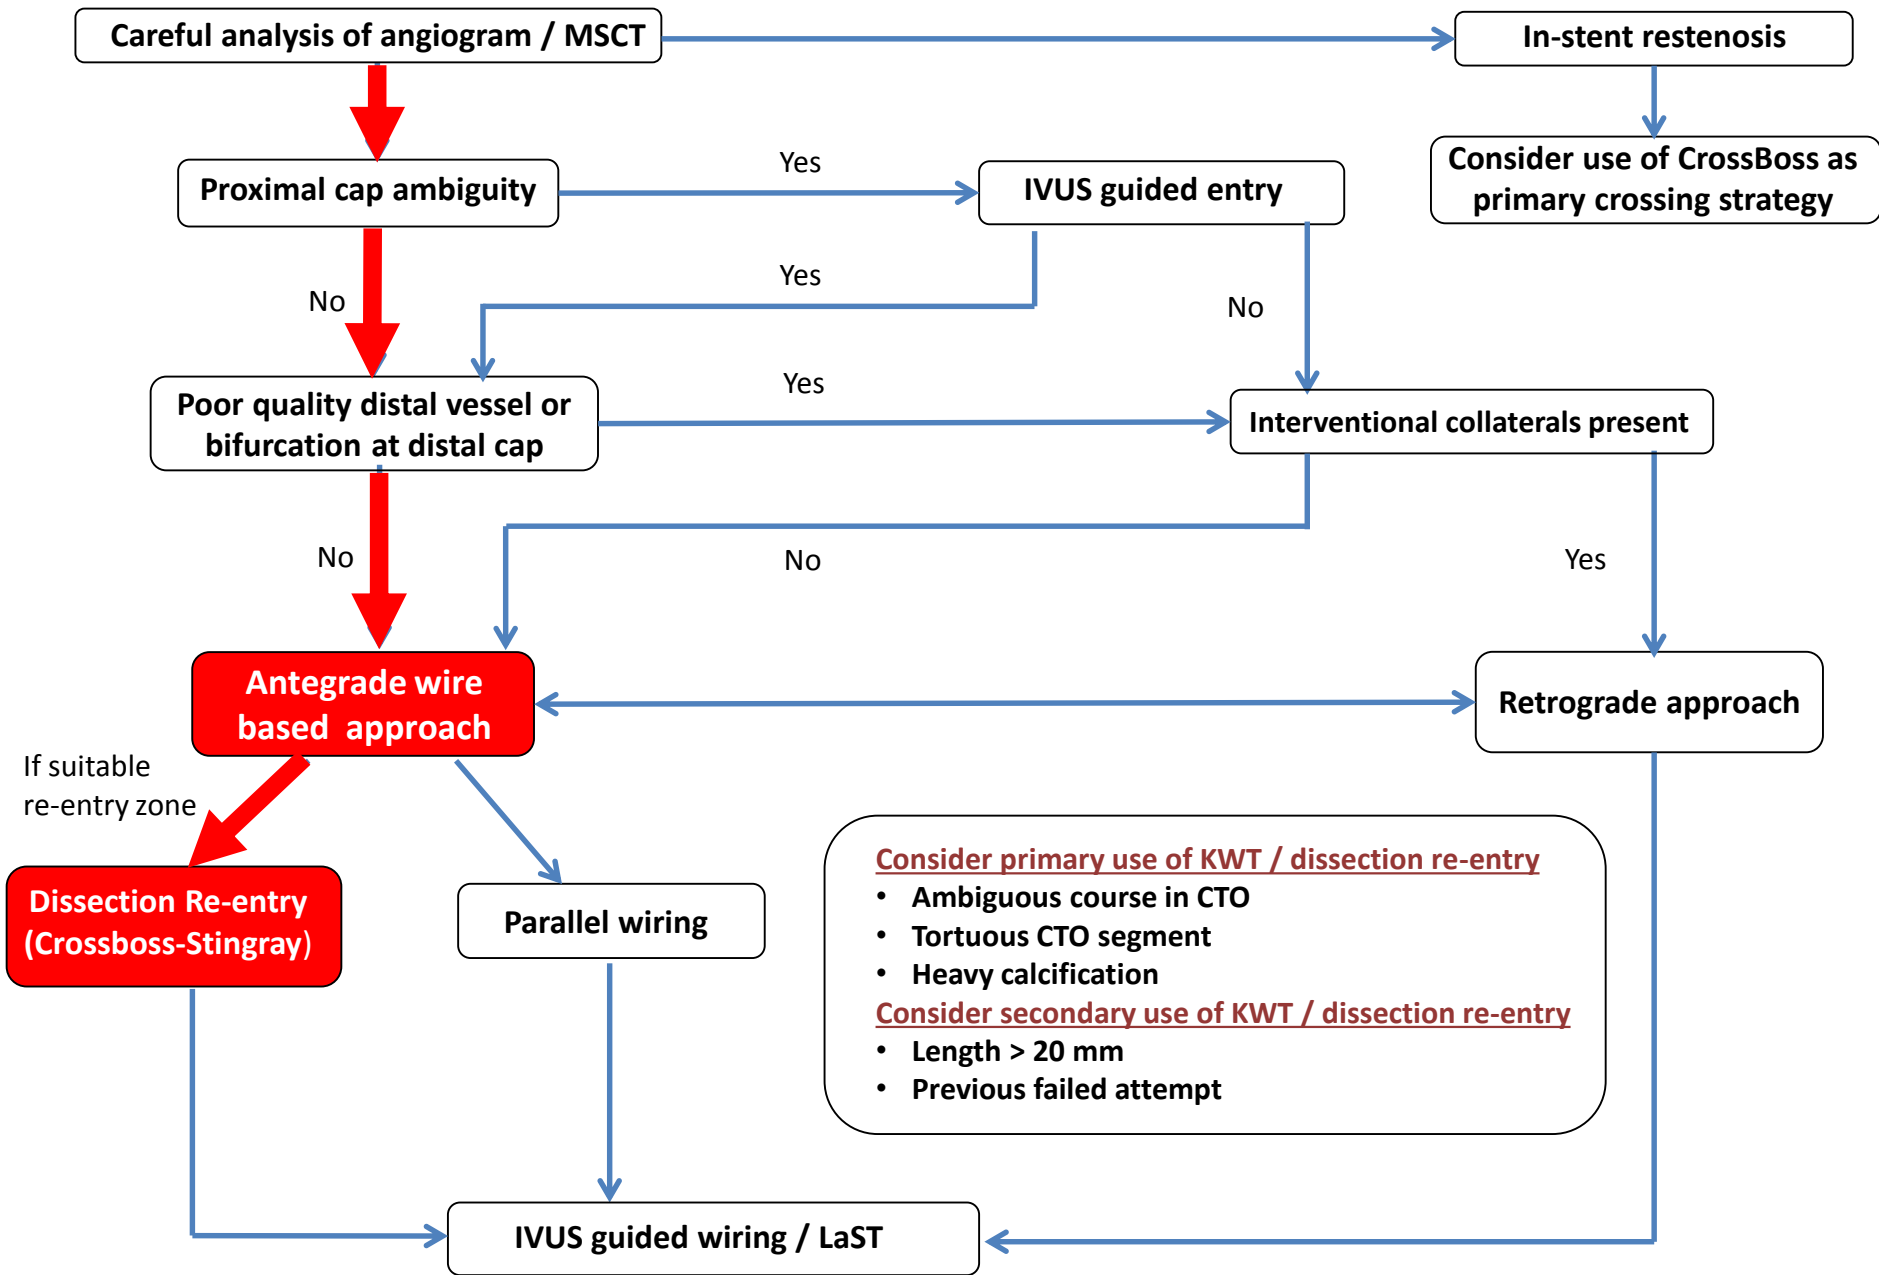 Careful analysis of angiogram / MSCT
In-stent restenosis
Consider use of CrossBoss as
primary crossing strategy
Proximal cap ambiguity
Yes
IVUS guided entry
Yes
No
No
Poor quality distal vessel or
bifurcation at distal cap
Yes
Interventional collaterals present
No
No
Yes
Antegrade wire
based approach
Retrograde approach
If suitable
re-entry zone
Dissection Re-entry
(Crossboss-Stingray)
Parallel wiring
Consider primary use of KWT / dissection re-entry
• Ambiguous course in CTO
• Tortuous CTO segment
• Heavy calcification
Consider secondary use of KWT / dissection re-entry
• Length > 20 mm
• Previous failed attempt
IVUS guided wiring / LaST